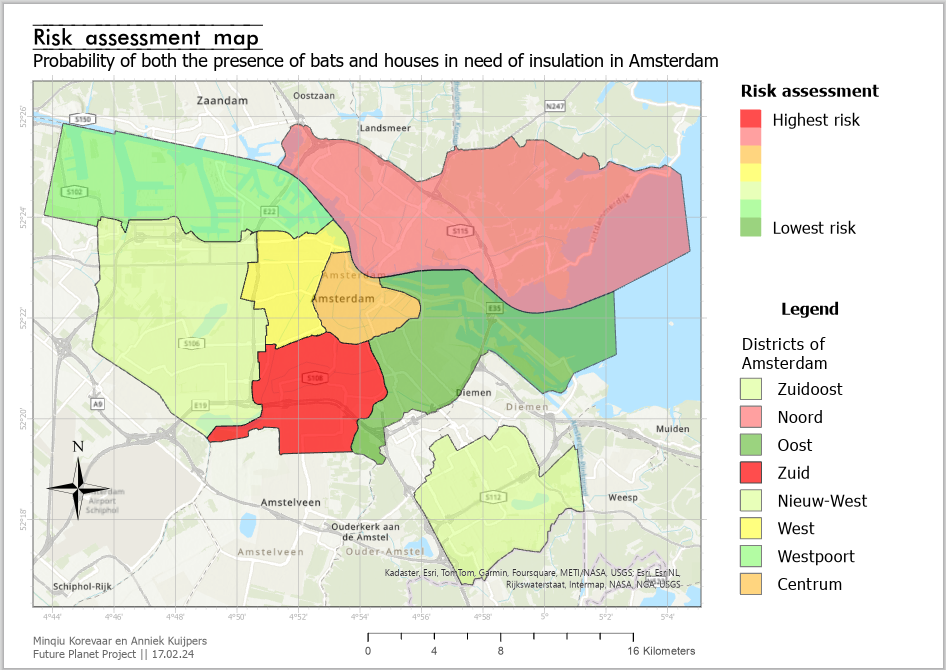 Risk assessment map
Probability of both the presence of bats and houses in need of insulation in Amsterdam
Risk assessment
Highest risk
Lowest risk
Legend
Districts of
Amsterdam
Zuidoost
Noord
Oost
Zuid
Nieuw-West
West
Westpoort
Centrum
52°26'
52°24'
52°22'
52°20'
52°18'
Zaandam
Oostzaan
N247
S150
Landsmeer
S102
E22
S115
Uitdammerdijk
Amsterdam
Amsterdam
E35
S106
S108
E19
A9
Diemen
Diemen
Muiden
N
Amsterdam
Airport
Schiphol
S112
Weesp
Amstelveen
Ouderkerk aan
de Amstel
Amstelveen
Ouder-Amstel
Schiphol-Rijk
Kadaster, Esri, TomTom, Garmin, Foursquare, METI/NASA, USGS; Esri, Esri NL,
Rijkswaterstaat, Intermap, NASA, NGA, USGS
4°44'
4°46'
4°48'
4°50'
4°52'
4°54'
4°56'
4°58'
5°
5°2'
5°4'
Minqiu Korevaar en Anniek Kuijpers
Future Planet Project || 17.02.24
0
4
8
16 Kilometers